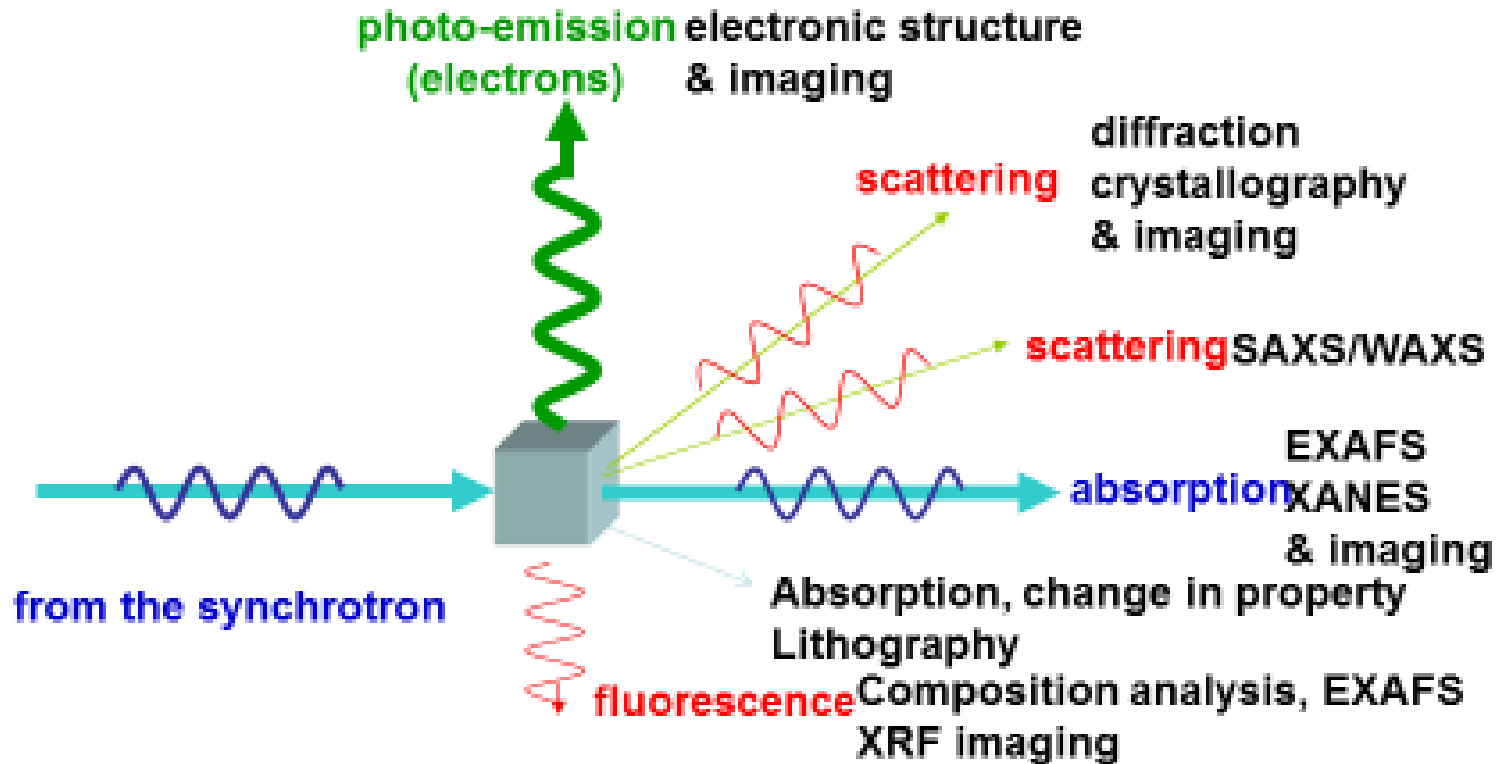 photo-emission electronic structure
(electrons) & imaging
diffraction
scattering crystallography
& imaging
scattering SAXS/WAXS
EXAFS
absorption XANES
& imaging
from the synchrotron
Absorption, change in property
Lithography
fluorescence Composition analysis, EXAFS
XRF imaging